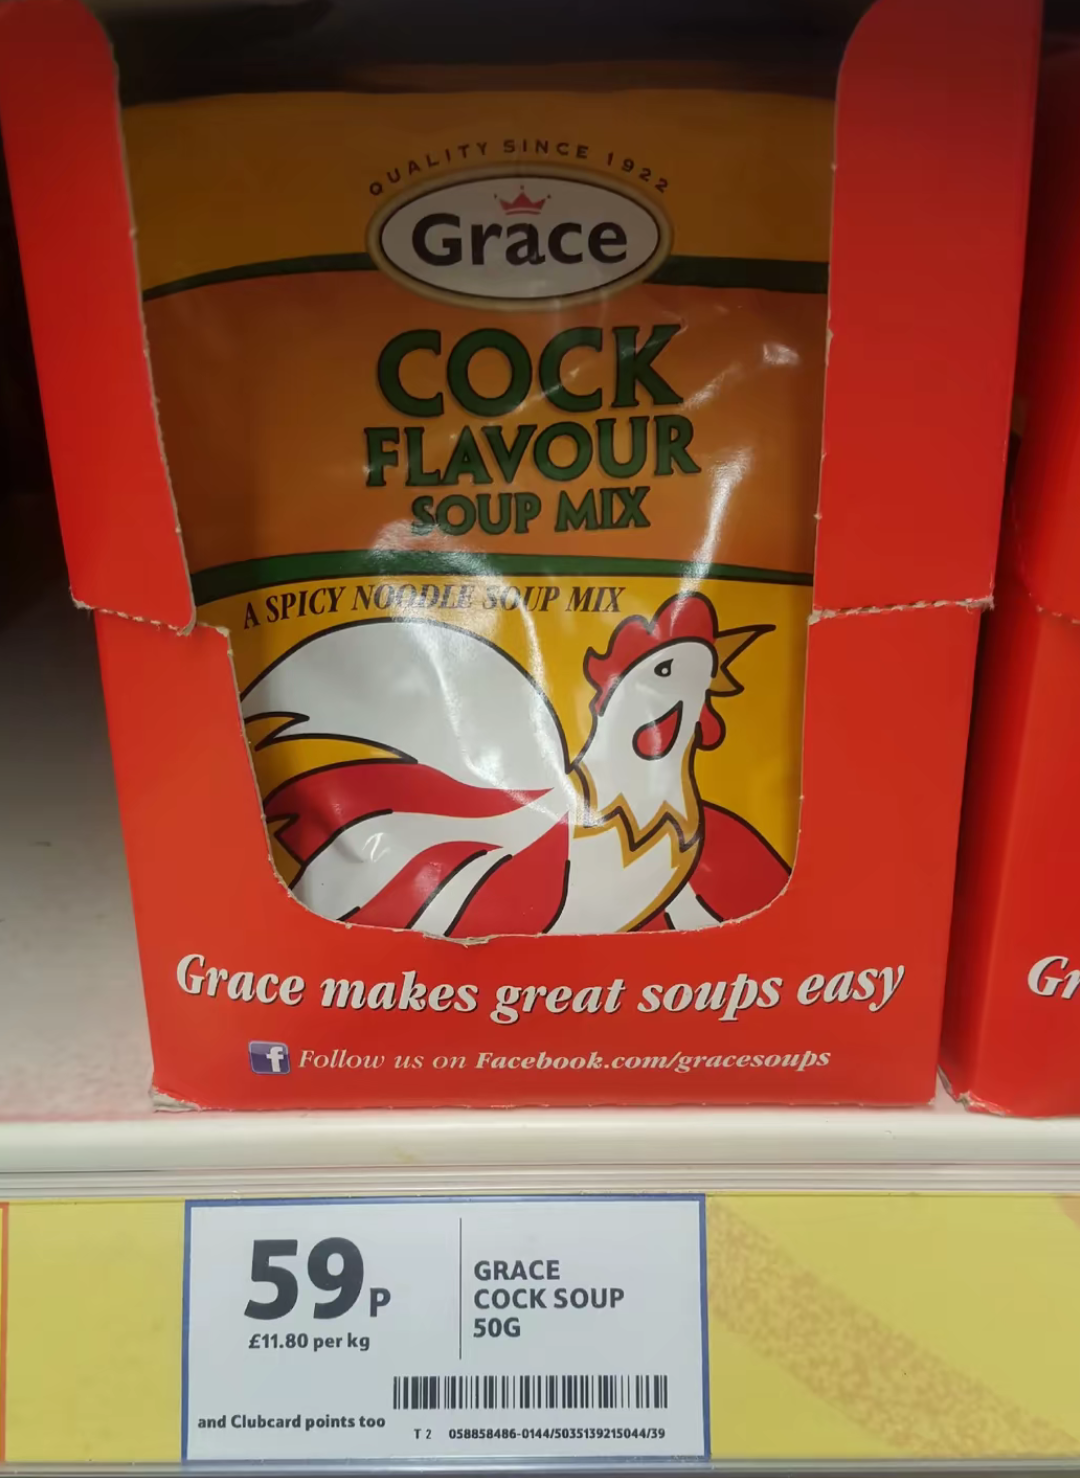 QUALITY SINCE 1922
Grace
COCK
FLAVOUR
SOUP MIX
A SPICY NOODLE SOUP MIX
Grace makes great soups easy
f Follow us on Facebook.com/gracesoups
Gr
59P
£11.80 per kg
GRACE
COCK SOUP
50G
and Clubcard points too
T 2 058858486-0144/5035139215044/39